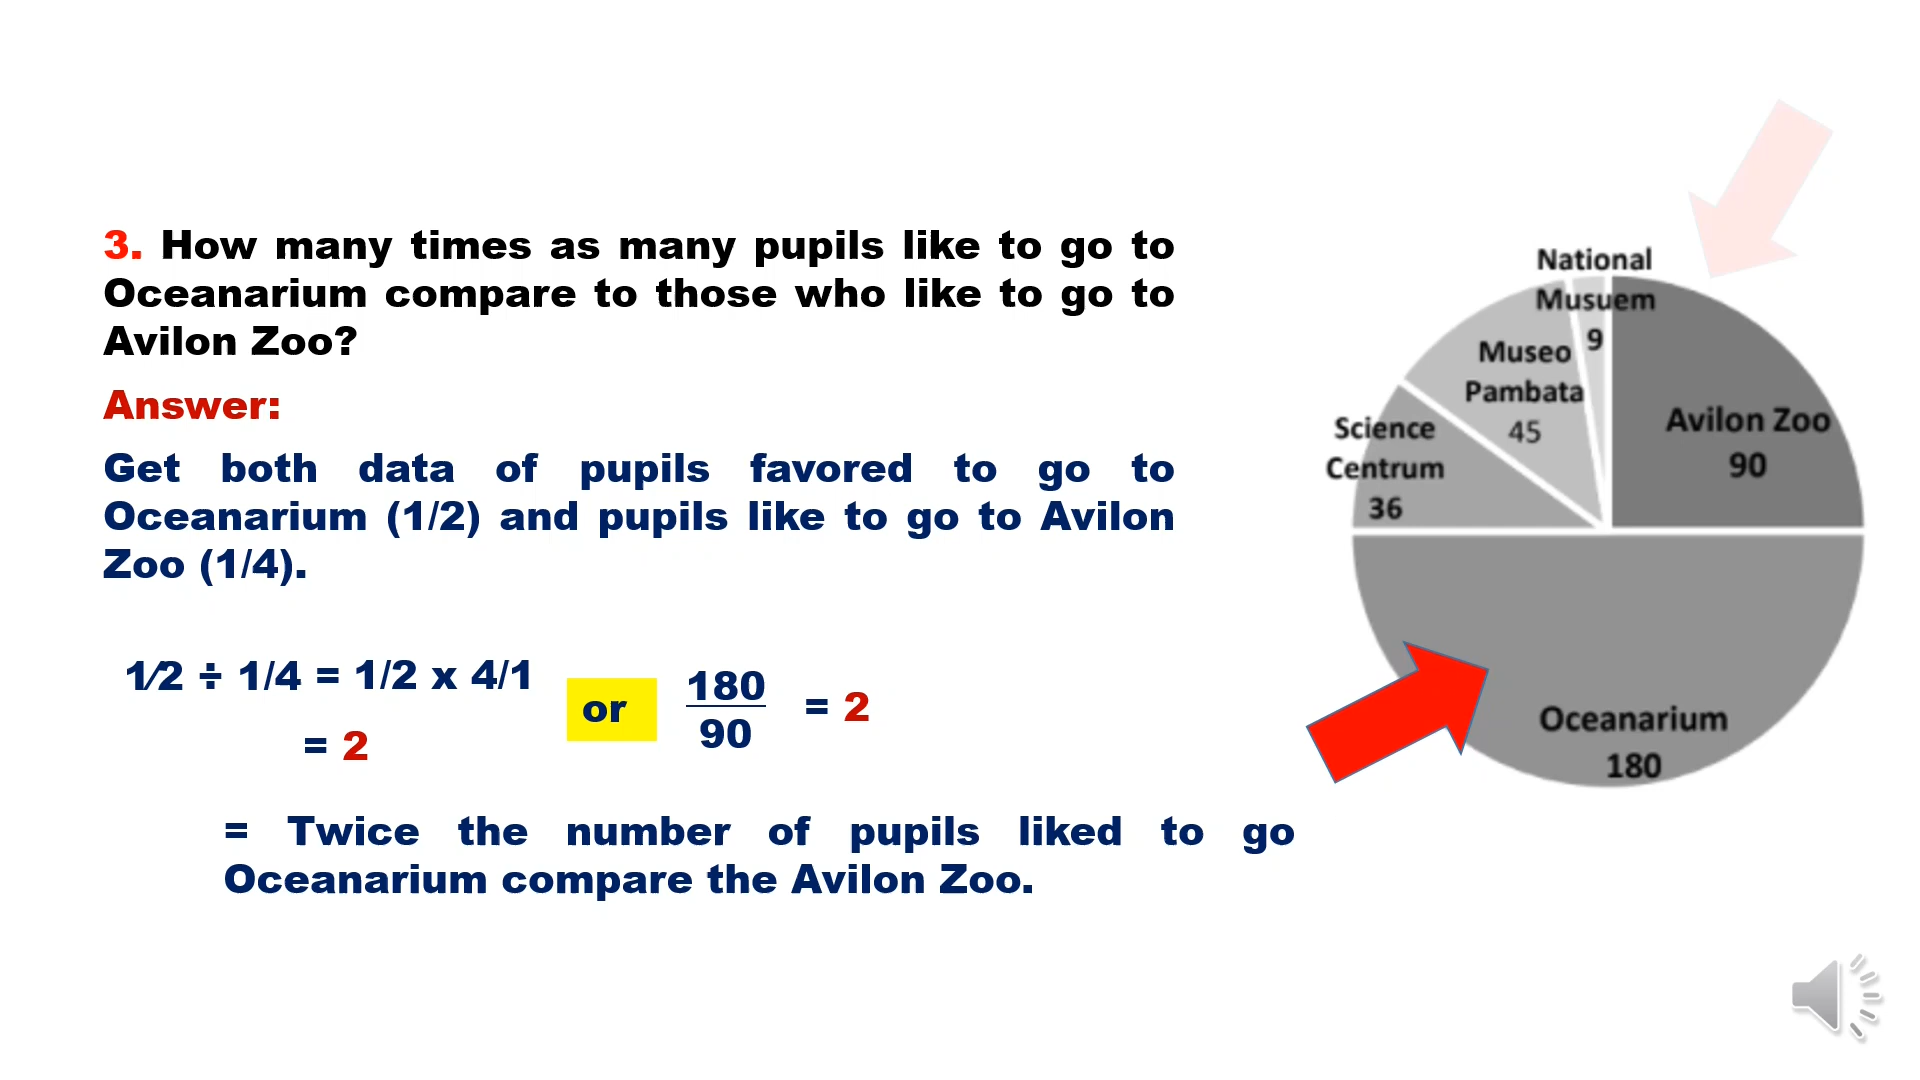 3. How many times as many pupils like to go to
Oceanarium compare to those who like to go to
Avilon Zoo?
Answer:
Get both data of pupils favored to go to
Oceanarium (1/2) and pupils like to go to Avilon
Zoo (1/4).
1⁄2 ÷ 1/4 = 1/2 x 4/1
= 2
or
180
90
= 2
= Twice the number of pupils liked to go
Oceanarium compare the Avilon Zoo.
National
Musuem
9
Museo
Pambata
45
Science
Centrum
36
Avilon Zoo
90
Oceanarium
180